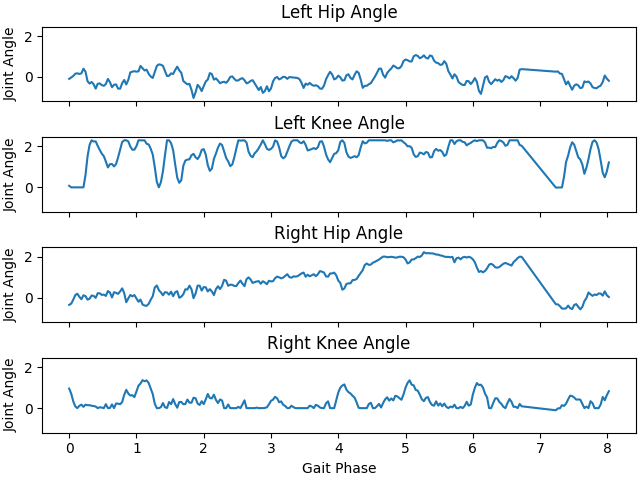 Left Hip Angle
Joint Angle
2
0
Left Knee Angle
Joint Angle
2
0
Right Hip Angle
Joint Angle
2
0
Right Knee Angle
Joint Angle
2
0
0 1 2 3 4 5 6 7 8
Gait Phase